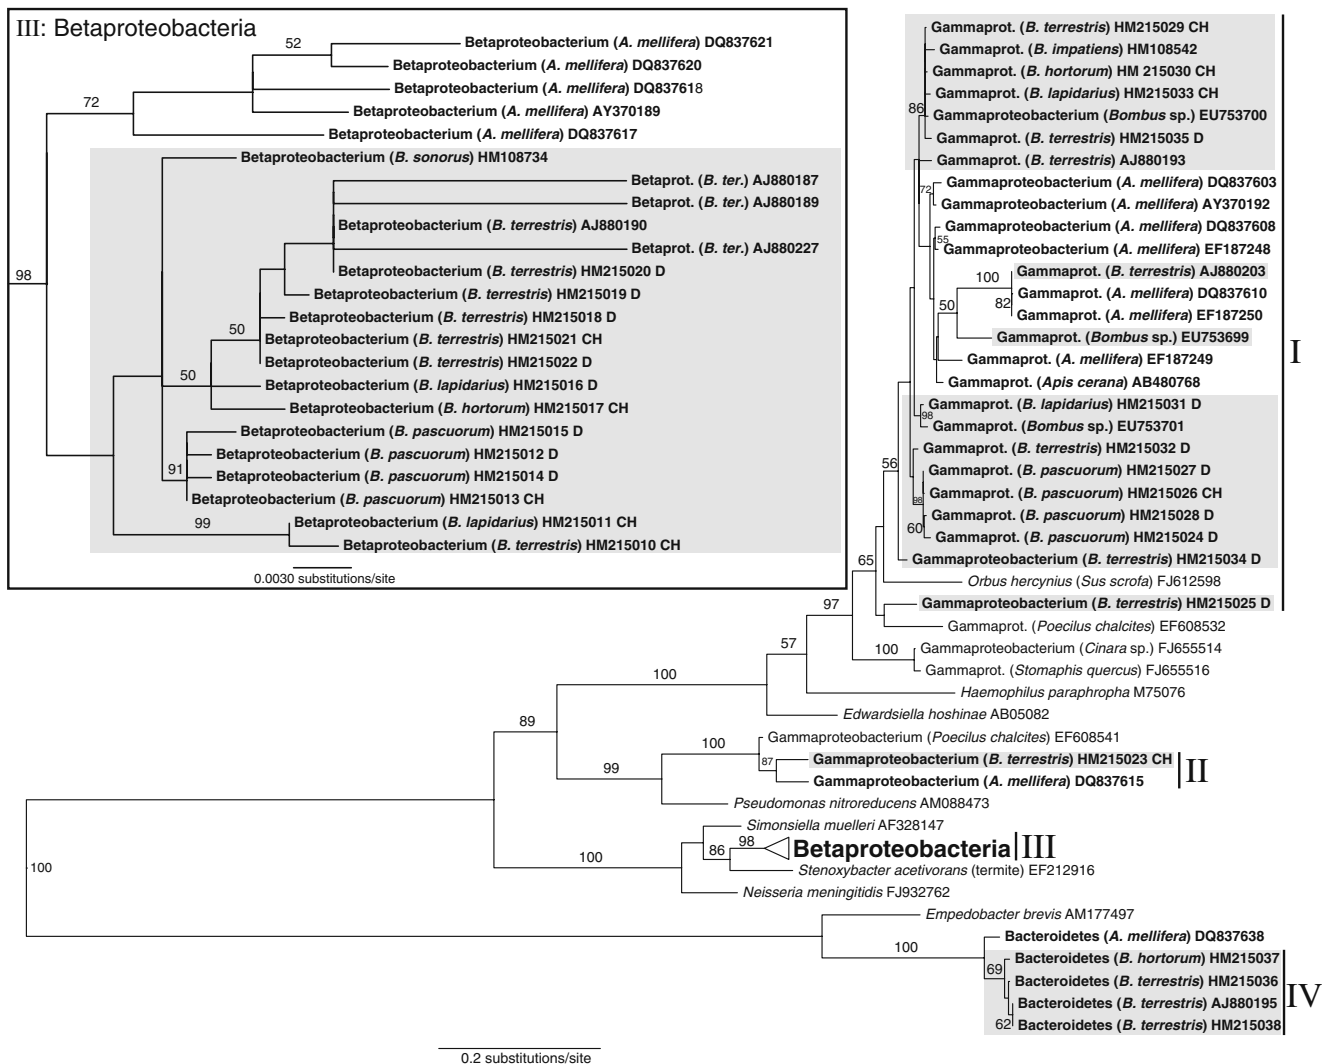 III: Betaproteobacteria
52
Betaproteobacterium (A. mellifera) DQ837621
Betaproteobacterium (A. mellifera) DQ837620
Betaproteobacterium (A. mellifera) DQ837618
72
Betaproteobacterium (A. mellifera) AY370189
Betaproteobacterium (A. mellifera) DQ837617
Betaproteobacterium (B. sonorus) HM108734
Betaprot. (B. ter.) AJ880187
Betaprot. (B. ter.) AJ880189
Betaproteobacterium (B. terrestris) AJ880190
Betaprot. (B. ter.) AJ880227
98
Betaproteobacterium (B. terrestris) HM215020 D
Betaproteobacterium (B. terrestris) HM215019 D
Betaproteobacterium (B. terrestris) HM215018 D
50
Betaproteobacterium (B. terrestris) HM215021 CH
Betaproteobacterium (B. terrestris) HM215022 D
50
Betaproteobacterium (B. lapidarius) HM215016 D
Betaproteobacterium (B. hortorum) HM215017 CH
Betaproteobacterium (B. pascuorum) HM215015 D
Betaproteobacterium (B. pascuorum) HM215012 D
91
Betaproteobacterium (B. pascuorum) HM215014 D
Betaproteobacterium (B. pascuorum) HM215013 CH
99
Betaproteobacterium (B. lapidarius) HM215011 CH
Betaproteobacterium (B. terrestris) HM215010 CH
0.0030 substitutions/site
Gammaprot. (B. terrestris) HM215029 CH
Gammaprot. (B. impatiens) HM108542
Gammaprot. (B. hortorum) HM 215030 CH
Gammaprot. (B. lapidarius) HM215033 CH
86
Gammaproteobacterium (Bombus sp.) EU753700
Gammaprot. (B. terrestris) HM215035 D
Gammaprot. (B. terrestris) AJ880193
Gammaproteobacterium (A. mellifera) DQ837603
72
Gammaproteobacterium (A. mellifera) AY370192
Gammaproteobacterium (A. mellifera) DQ837608
55
Gammaproteobacterium (A. mellifera) EF187248
Gammaprot. (B. terrestris) AJ880203
100
Gammaprot. (A. mellifera) DQ837610
82
50
Gammaprot. (A. mellifera) EF187250
Gammaprot. (Bombus sp.) EU753699
I
Gammaprot. (A. mellifera) EF187249
Gammaprot. (Apis cerana) AB480768
Gammaprot. (B. lapidarius) HM215031 D
98
Gammaprot. (Bombus sp.) EU753701
Gammaprot. (B. terrestris) HM215032 D
56
Gammaprot. (B. pascuorum) HM215027 D
98
Gammaprot. (B. pascuorum) HM215026 CH
Gammaprot. (B. pascuorum) HM215028 D
60
Gammaprot. (B. pascuorum) HM215024 D
Gammaproteobacterium (B. terrestris) HM215034 D
65
Orbus hercynius (Sus scrofa) FJ612598
97
Gammaproteobacterium (B. terrestris) HM215025 D
Gammaprot. (Poecilus chalcites) EF608532
57
100
Gammaproteobacterium (Cinara sp.) FJ655514
Gammaprot. (Stomaphis quercus) FJ655516
100
Haemophilus paraphropha M75076
Edwardsiella hoshinae AB05082
89
Gammaproteobacterium (Poecilus chalcites) EF608541
100
87
Gammaproteobacterium (B. terrestris) HM215023 CH
99
Gammaproteobacterium (A. mellifera) DQ837615
II
Pseudomonas nitroreducens AM088473
Simonsiella muelleri AF328147
98
86
Betaproteobacteria III
100
Stenoxybacter acetivorans (termite) EF212916
Neisseria meningitidis FJ932762
100
Empedobacter brevis AM177497
Bacteroidetes (A. mellifera) DQ837638
100
Bacteroidetes (B. hortorum) HM215037
69
Bacteroidetes (B. terrestris) HM215036
IV
Bacteroidetes (B. terrestris) AJ880195
62
Bacteroidetes (B. terrestris) HM215038
0.2 substitutions/site